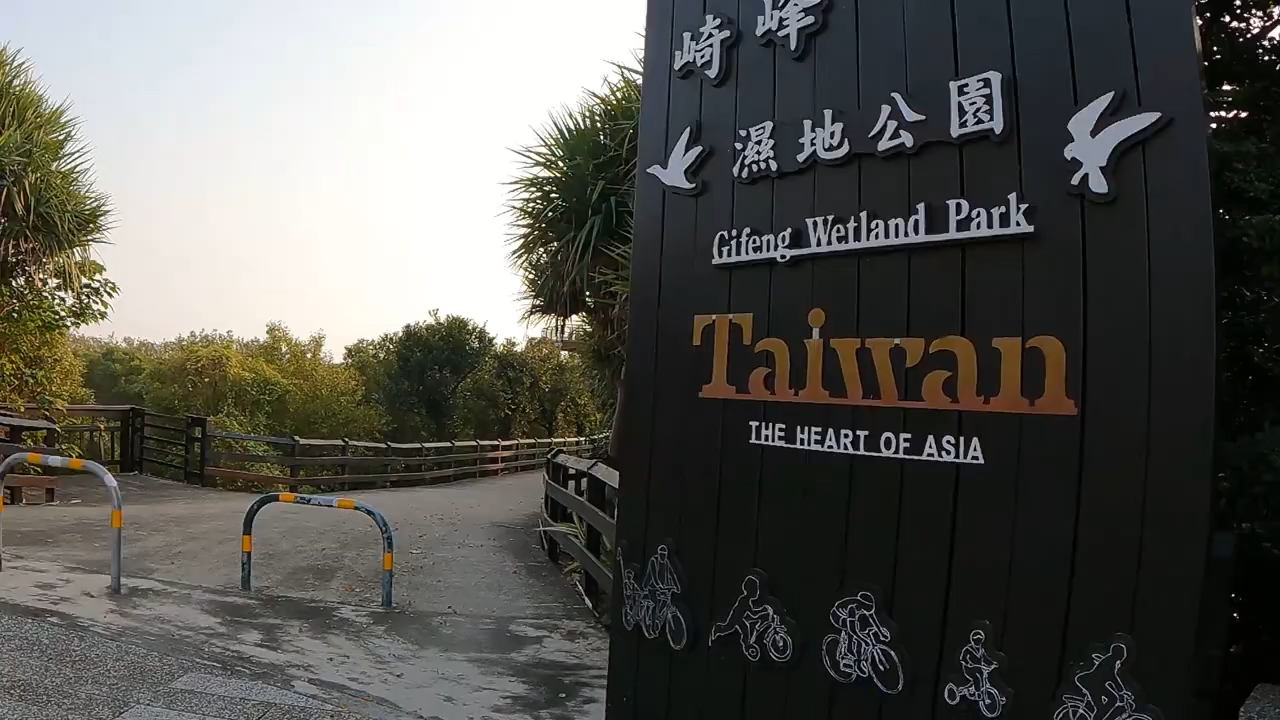 崎峰
濕地公園
Gifeng Wetland Park
Taiwan
THE HEART OF ASIA